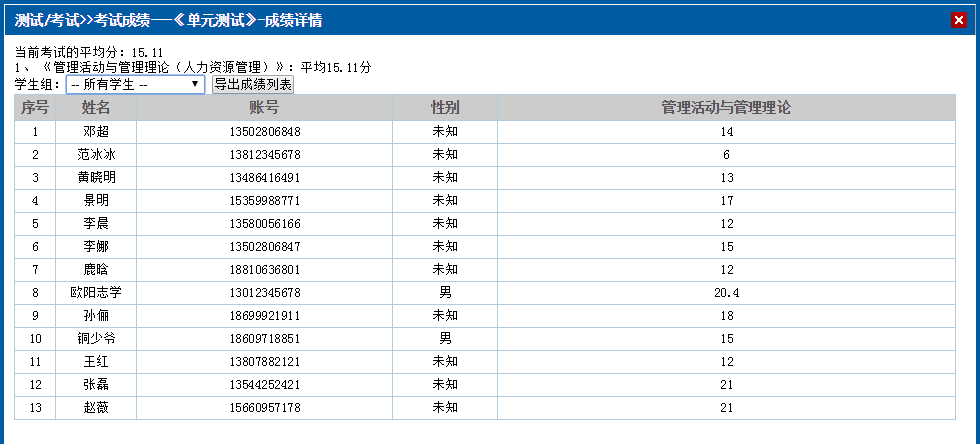 测试/考试>>考试成绩---《单元测试》-成绩详情
当前考试的平均分：15.11
1、《管理活动与管理理论（人力资源管理）》：平均15.11分
学生组：-- 所有学生 -- 导出成绩列表
序号 姓名 账号 性别 管理活动与管理理论
1 邓超 13502806848 未知 14
2 范冰冰 13812345678 未知 6
3 黄晓明 13486416491 未知 13
4 景明 15359988771 未知 17
5 李晨 13580056166 未知 12
6 李娜 13502806847 未知 15
7 鹿晗 18810636801 未知 12
8 欧阳志学 13012345678 男 20.4
9 孙俪 18699921911 未知 18
10 铜少爷 18609718851 男 15
11 王红 13807882121 未知 12
12 张磊 13544252421 未知 21
13 赵薇 15660957178 未知 21